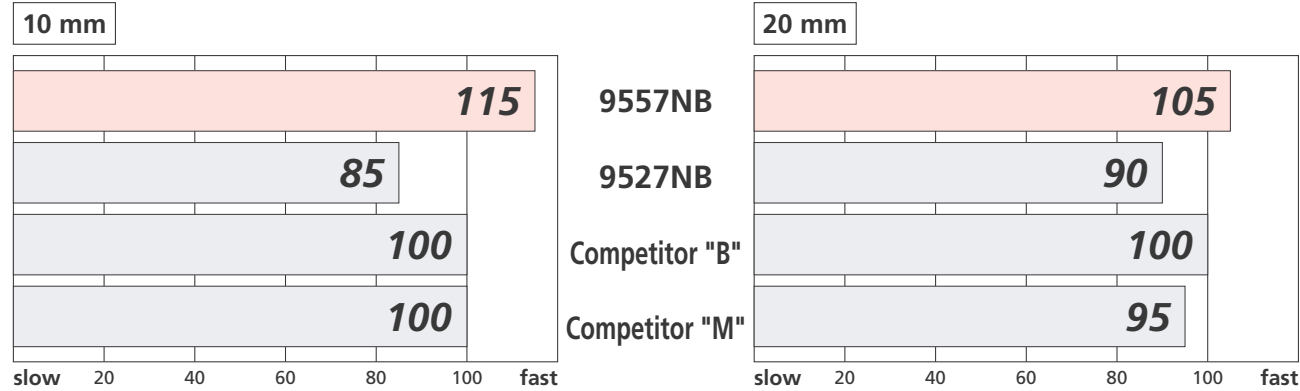 10 mm
20 mm
115
9557NB
105
85
9527NB
90
100
Competitor "B"
100
100
Competitor "M"
95
slow 20 40 60 80 100 fast
slow 20 40 60 80 100 fast